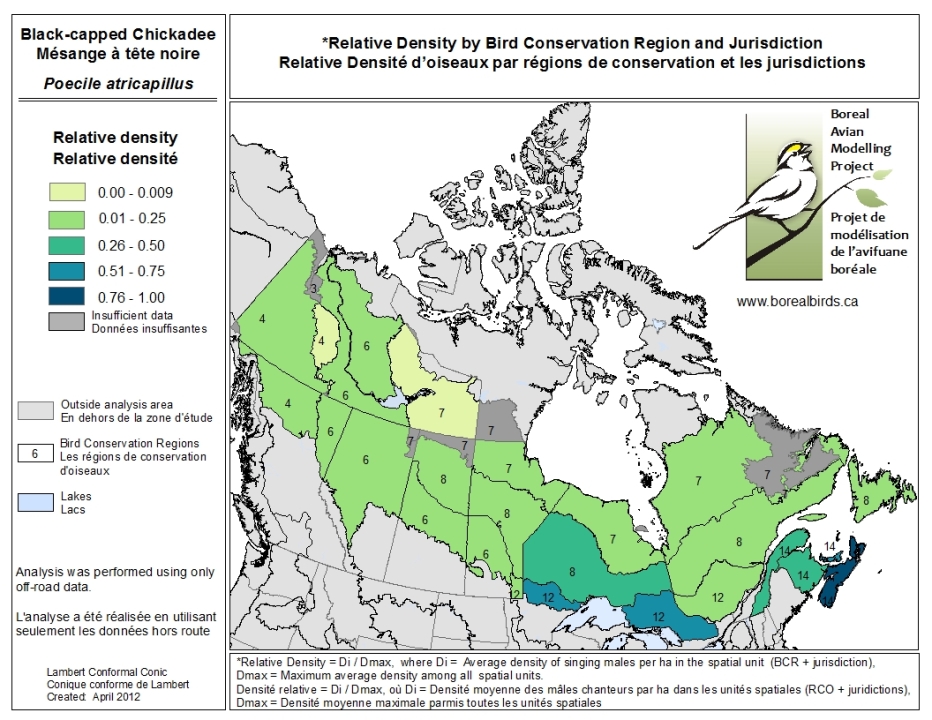 Black-capped Chickadee
Mésange à tête noire
Poecile atricapillus
*Relative Density by Bird Conservation Region and Jurisdiction
Relative Densité d'oiseaux par régions de conservation et les jurisdictions
Relative density
Relative densité
0.00 - 0.009
0.01 - 0.25
0.26 - 0.50
0.51 - 0.75
0.76 - 1.00
Insufficient data
Données insuffisantes
Outside analysis area
En dehors de la zone d'étude
6
Bird Conservation Regions
Les régions de conservation
d'oiseaux
Lakes
Lacs
Analysis was performed using only
off-road data.
L'analyse a été réalisée en utilisant
seulement les données hors route
Lambert Conformal Conic
Conique conforme de Lambert
Created: April 2012
Boreal
Avian
Modelling
Project
Projet de
modélisation
de l'avifuane
boréale
www.borealbirds.ca
3
4
4
6
4
6
7
6
7
7
7
6
8
7
7
7
8
6
8
7
8
8
6
14
14
14
12
12
12
12
*Relative Density = Di / Dmax, where Di = Average density of singing males per ha in the spatial unit (BCR + jurisdiction),
Dmax = Maximum average density among all spatial units.
Densité relative = Di / Dmax, où Di = Densité moyenne des mâles chanteurs par ha dans les unités spatiales (RCO + juridictions),
Dmax = Densité moyenne maximale parmis toutes les unités spatiales